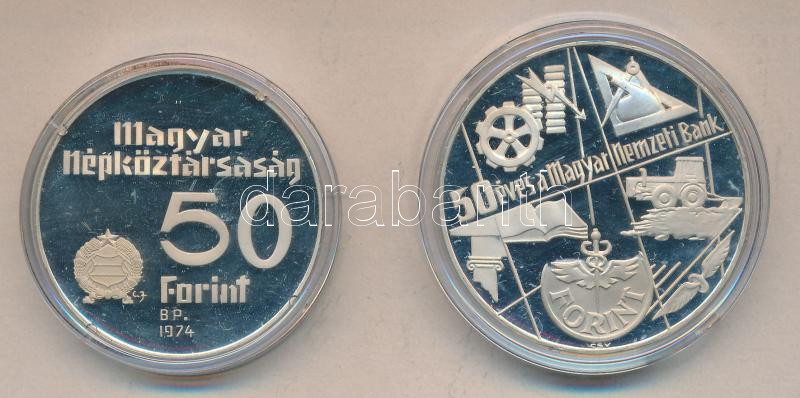 Magyar
Népköztársaság
50
Forint
BP.
1974
50 éves a Magyar Nemzeti Bank
FORINT
darabanth